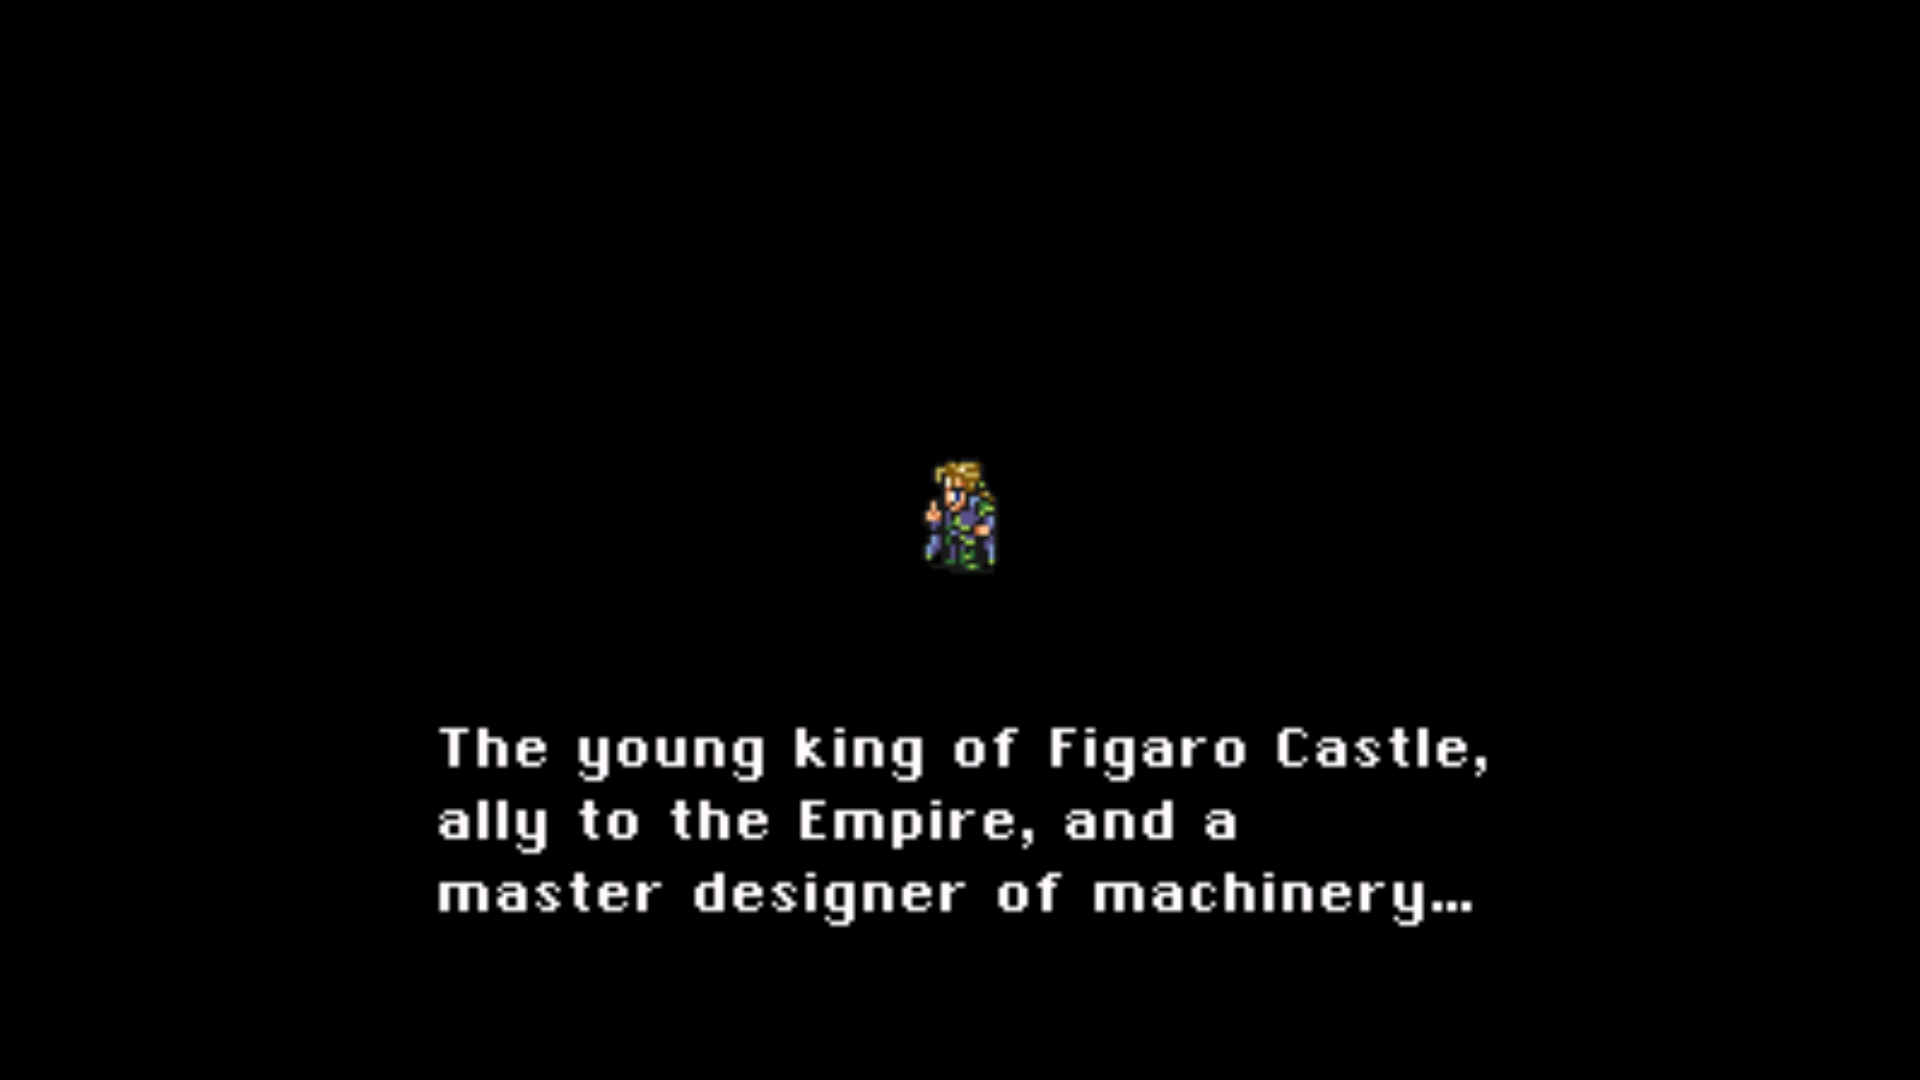 The young king of Figaro Castle,
ally to the Empire, and a
master designer of machinery…